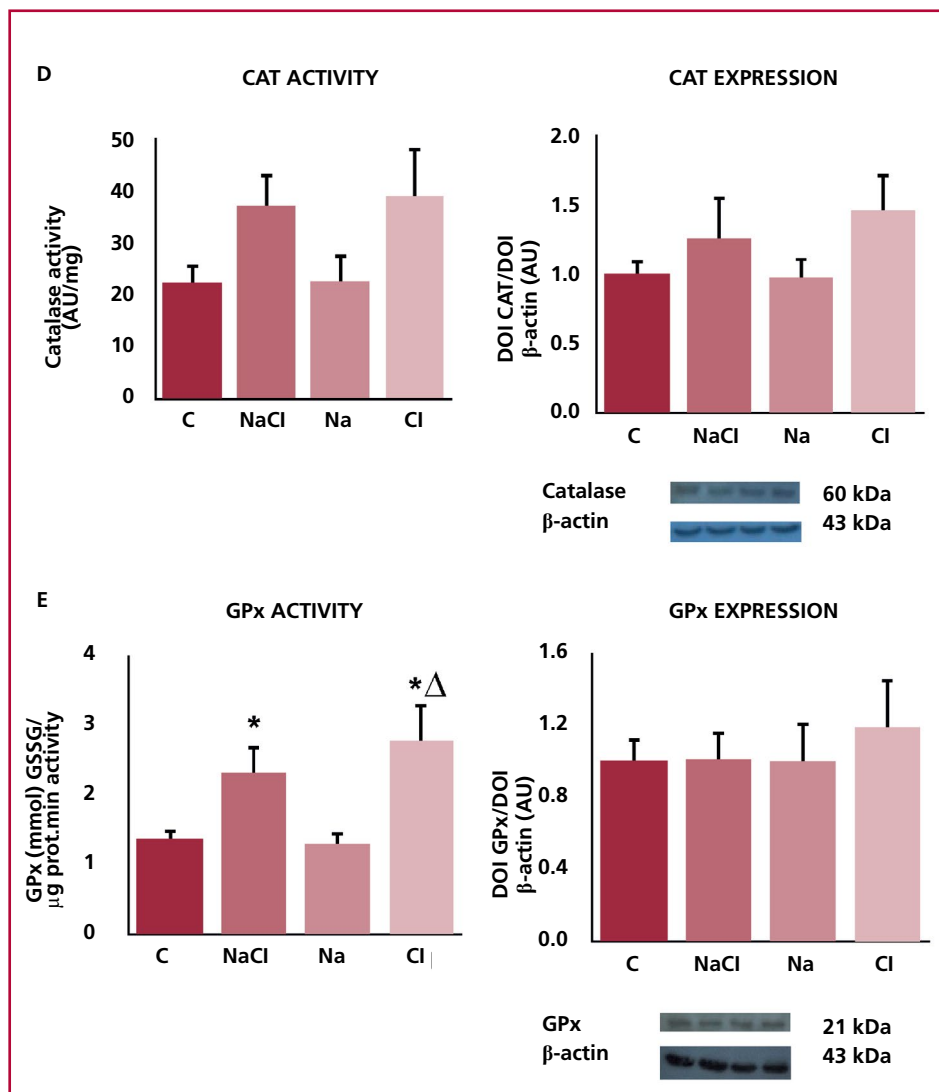 D
CAT ACTIVITY
CAT EXPRESSION
Catalase activity
(AU/mg)
50
40
30
20
10
0
C NaCl Na Cl
DOI CAT/DOI
β-actin (AU)
2.0
1.5
1.0
0.5
0.0
C NaCl Na Cl
Catalase 60 kDa
β-actin 43 kDa
E
GPx ACTIVITY
GPx EXPRESSION
GPx (mmol) GSSG/
μg prot.min activity
4
3
2
1
0
*
*Δ
C NaCl Na Cl
DOI GPx/DOI
β-actin (AU)
1.6
1.2
0.8
0.4
0.0
C NaCl Na Cl
GPx 21 kDa
β-actin 43 kDa